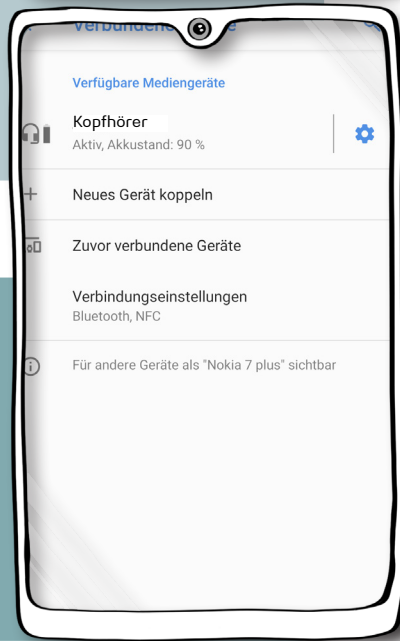 Verfügbare Mediengeräte
Kopfhörer
Aktiv, Akkustand: 90 %
Neues Gerät koppeln
Zuvor verbundene Geräte
Verbindungseinstellungen
Bluetooth, NFC
Für andere Geräte als "Nokia 7 plus" sichtbar